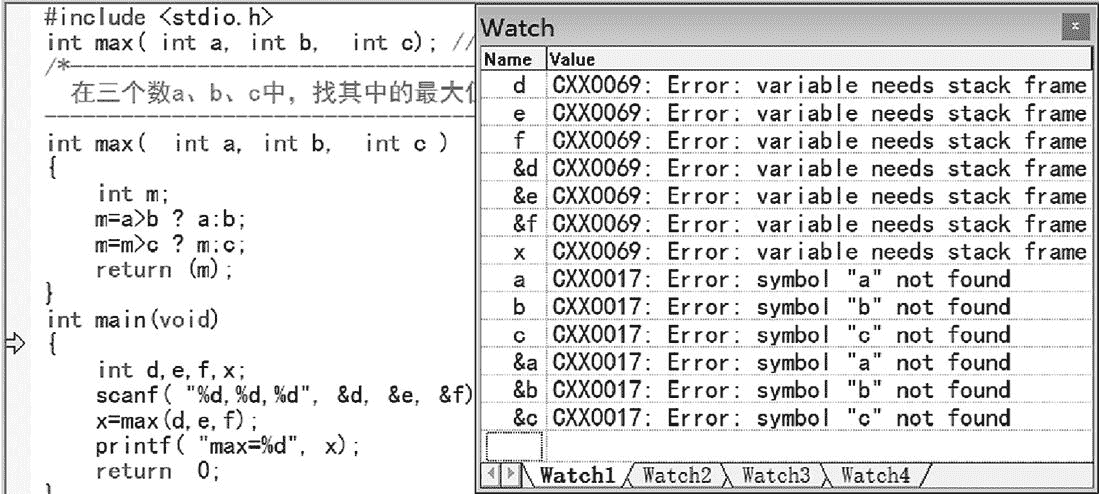 #include <stdio.h>
int max( int a, int b, int c); //
/*--------------------------------
在三个数a、b、c中，找其中的最大
--------------------------------
int max( int a, int b, int c )
{
int m;
m=a>b ? a:b;
m=m>c ? m:c;
return (m);
}
int main(void)
{
int d,e,f,x;
scanf( "%d,%d,%d", &d, &e, &f)
x=max(d,e,f);
printf( "max=%d", x);
return 0;
}
Watch
Name Value
d CXX0069: Error: variable needs stack frame
e CXX0069: Error: variable needs stack frame
f CXX0069: Error: variable needs stack frame
&d CXX0069: Error: variable needs stack frame
&e CXX0069: Error: variable needs stack frame
&f CXX0069: Error: variable needs stack frame
x CXX0069: Error: variable needs stack frame
a CXX0017: Error: symbol "a" not found
b CXX0017: Error: symbol "b" not found
c CXX0017: Error: symbol "c" not found
&a CXX0017: Error: symbol "a" not found
&b CXX0017: Error: symbol "b" not found
&c CXX0017: Error: symbol "c" not found
Watch1 Watch2 Watch3 Watch4